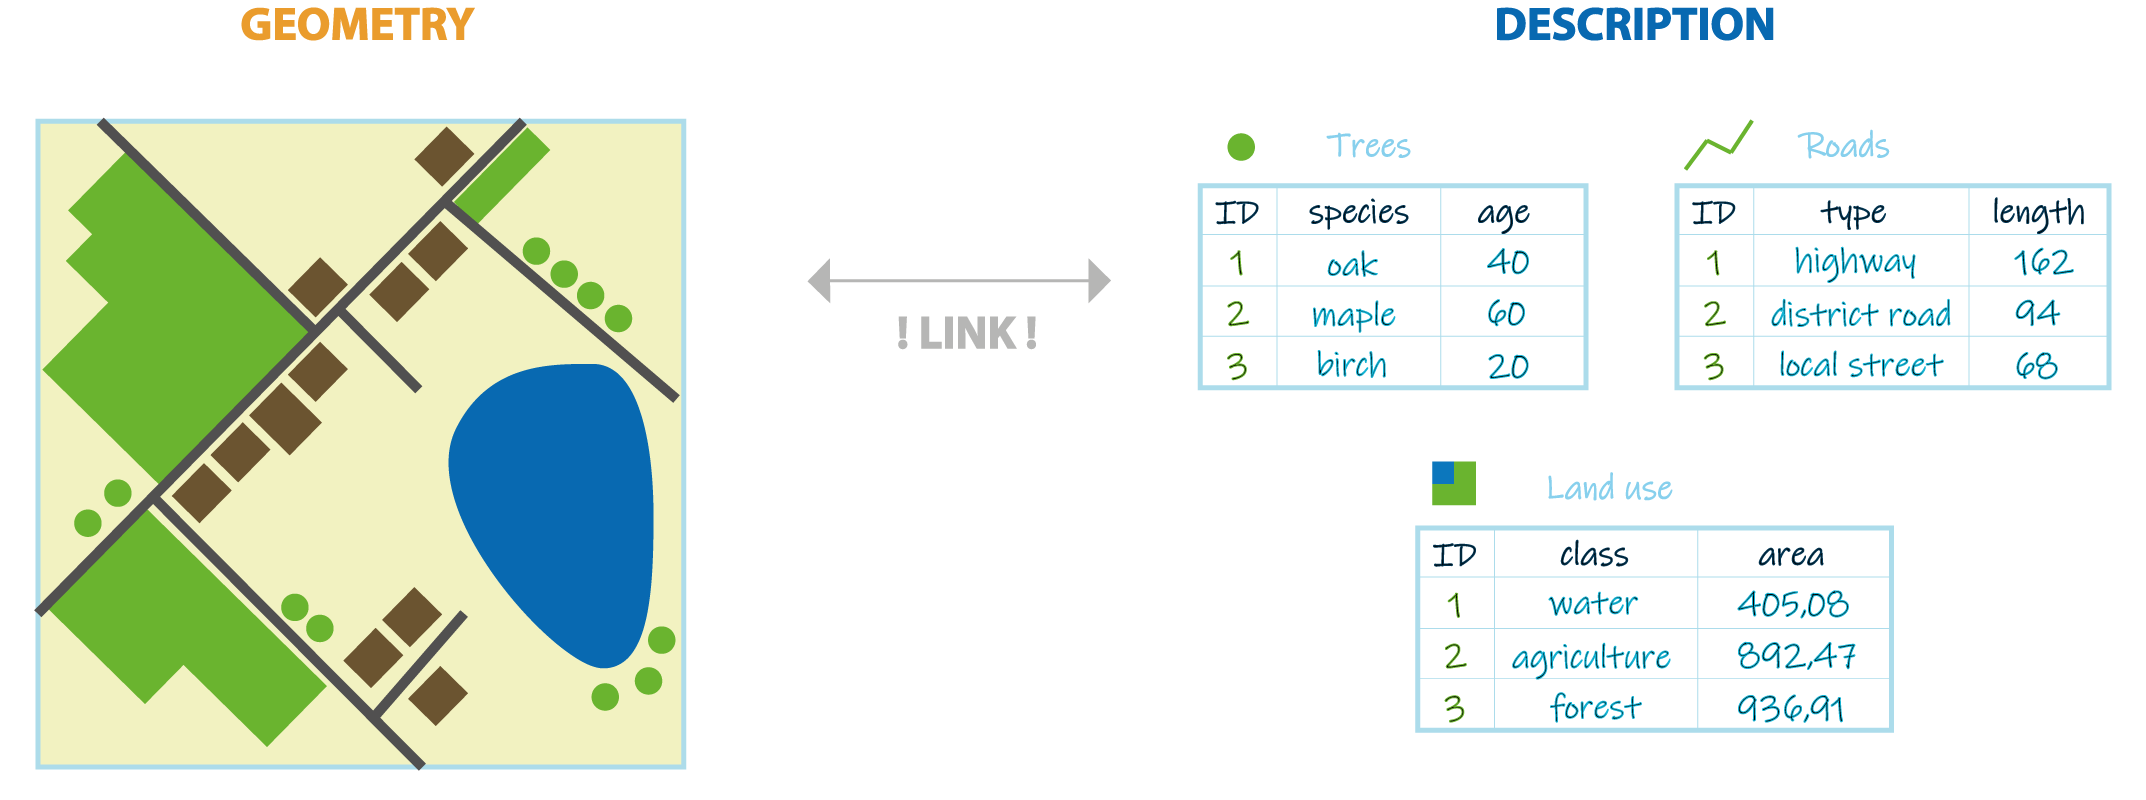 GEOMETRY
DESCRIPTION
! LINK !
Trees
ID species age
1 oak 40
2 maple 60
3 birch 20
Roads
ID type length
1 highway 162
2 district road 94
3 local street 68
Land use
ID class area
1 water 405,08
2 agriculture 892,47
3 forest 936,91